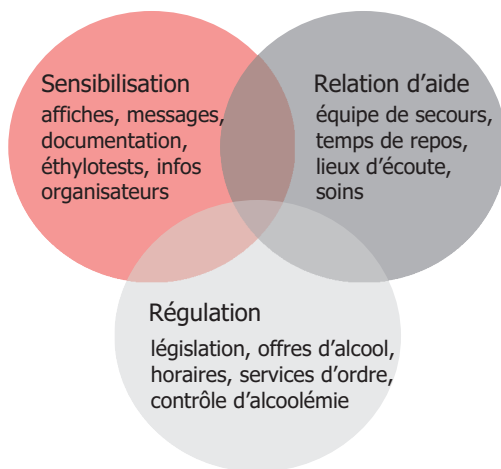 Sensibilisation
affiches, messages,
documentation,
éthylotests, infos
organisateurs
Relation d’aide
équipe de secours,
temps de repos,
lieux d’écoute,
soins
Régulation
législation, offres d’alcool,
horaires, services d’ordre,
contrôle d’alcoolémie